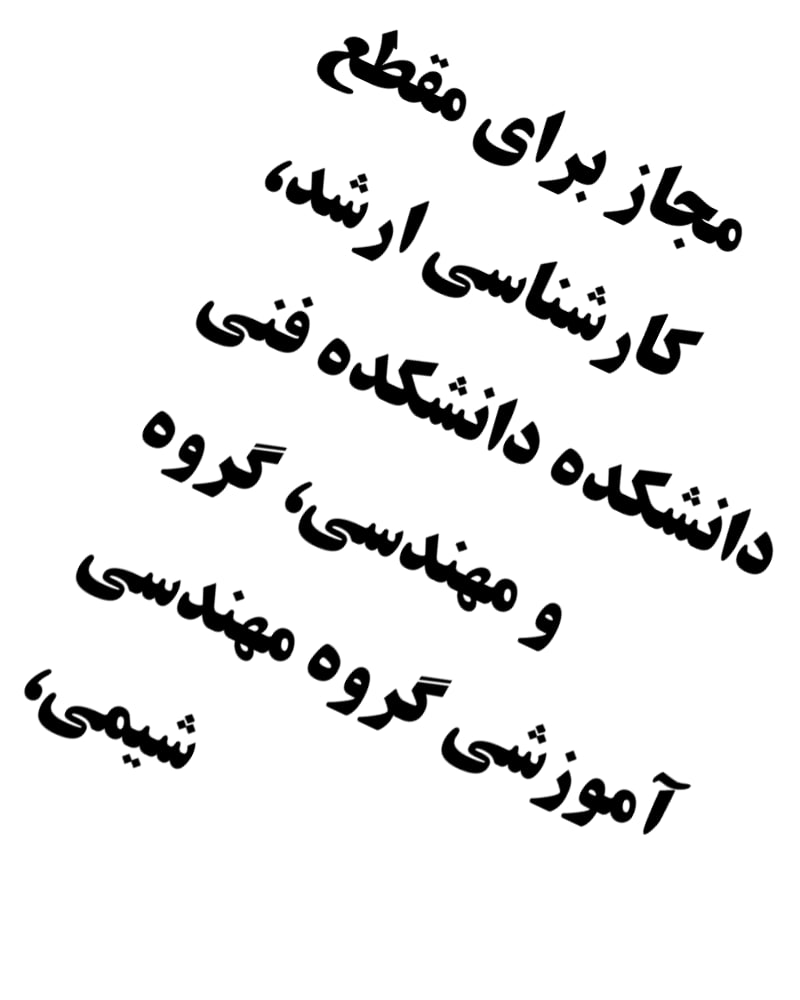 مجاز برای مقطع
کارشناسی ارشد،
دانشکده دانشکده فنی
و مهندسی، گروه
آموزشی گروه مهندسی
شیمی،